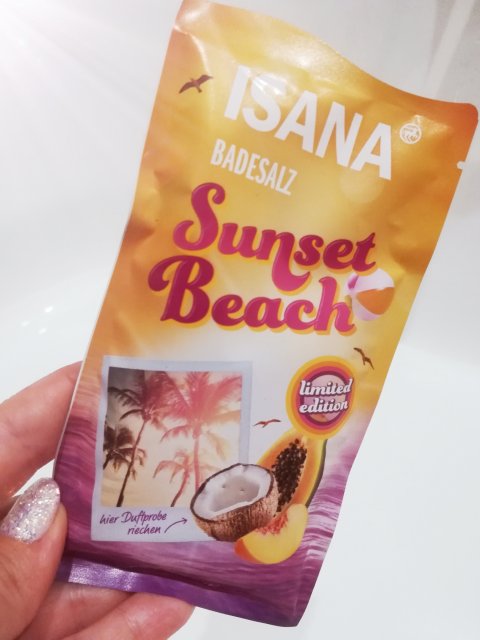 ISANA
BADESALZ
Sunset
Beach
limited
edition
hier Duftprobe
riechen